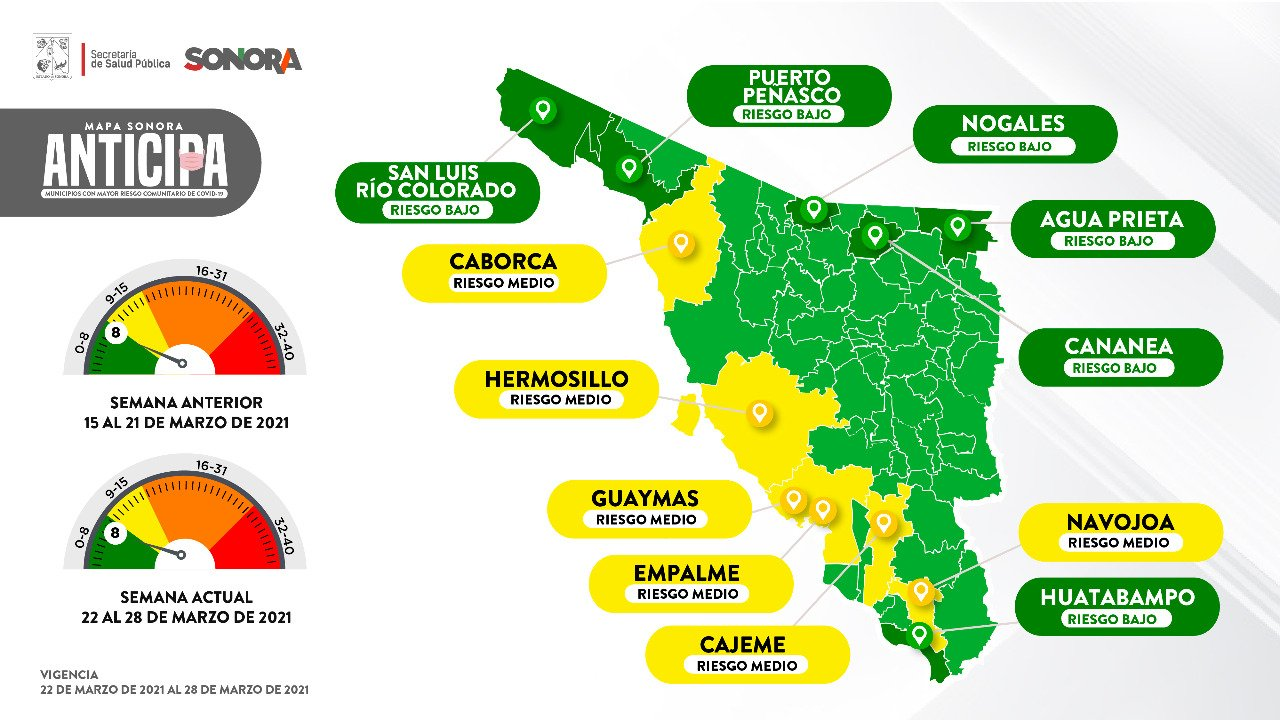 ESTADO DE SONORA
Secretaría
de Salud Pública
SONORA
MAPA SONORA
ANTICIPA
MUNICIPIOS CON MAYOR RIESGO COMUNITARIO DE COVID-19
0-8
9-15
16-31
32-40
8
SEMANA ANTERIOR
15 AL 21 DE MARZO DE 2021
0-8
9-15
16-31
32-40
8
SEMANA ACTUAL
22 AL 28 DE MARZO DE 2021
VIGENCIA
22 DE MARZO DE 2021 AL 28 DE MARZO DE 2021
PUERTO
PEÑASCO
RIESGO BAJO
NOGALES
RIESGO BAJO
SAN LUIS
RÍO COLORADO
RIESGO BAJO
AGUA PRIETA
RIESGO BAJO
CABORCA
RIESGO MEDIO
CANANEA
RIESGO BAJO
HERMOSILLO
RIESGO MEDIO
GUAYMAS
RIESGO MEDIO
NAVOJOA
RIESGO MEDIO
EMPALME
RIESGO MEDIO
HUATABAMPO
RIESGO BAJO
CAJEME
RIESGO MEDIO